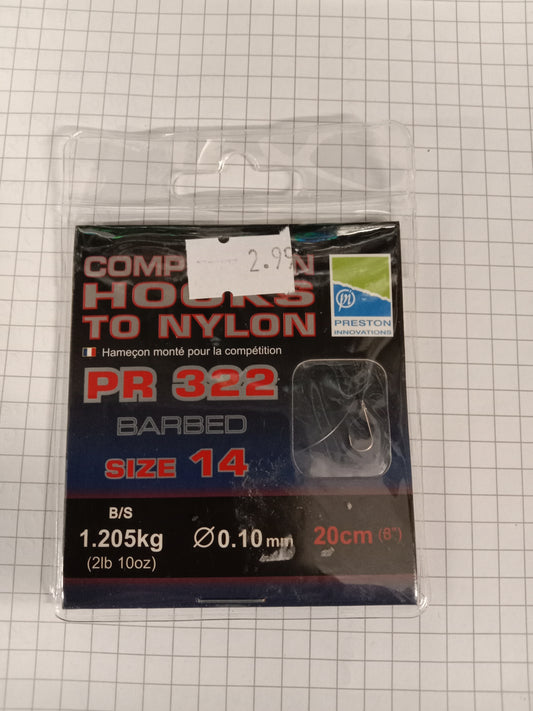 2.99
COMP N
HOOKS
TO NYLON
Hameçon monté pour la compétition
PR 322
BARBED
SIZE 14
PRESTON
INNOVATIONS
B/S
1.205kg
(2lb 10oz)
Ø0.10mm
20cm (8")